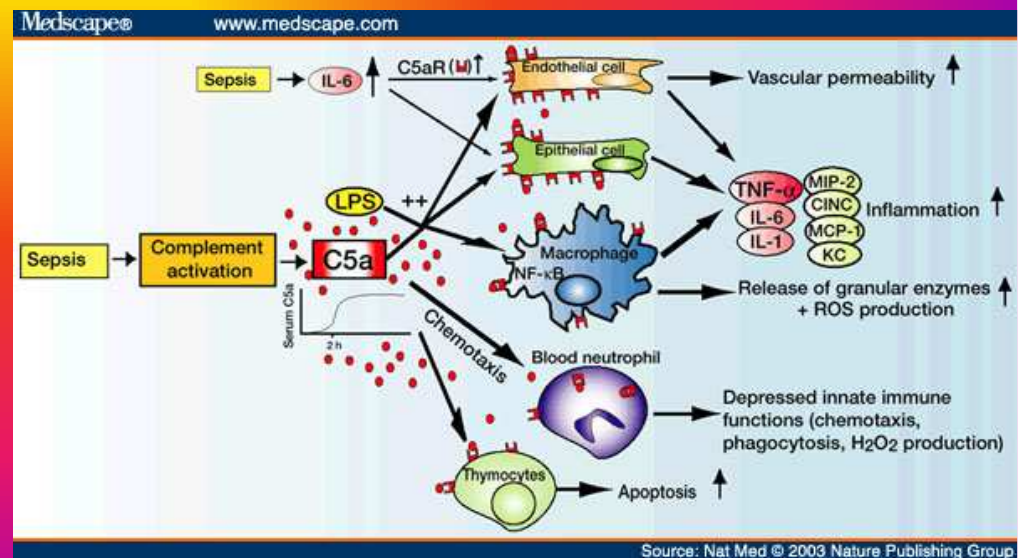 Medscape® www.medscape.com
Sepsis
IL-6
C5aR ( )↑
Endothelial cell
Vascular permeability ↑
Epithelial cell
LPS
++
TNF-α
IL-6
IL-1
MIP-2
CINC
MCP-1
KC
Inflammation ↑
Sepsis
Complement
activation
C5a
Macrophage
NF-κB
Release of granular enzymes
+ ROS production
Serum C5a
2 h
Chemotaxis
Blood neutrophil
Depressed innate immune
functions (chemotaxis,
phagocytosis, H2O2 production)
Thymocytes
Apoptosis ↑
Source: Nat Med © 2003 Nature Publishing Group